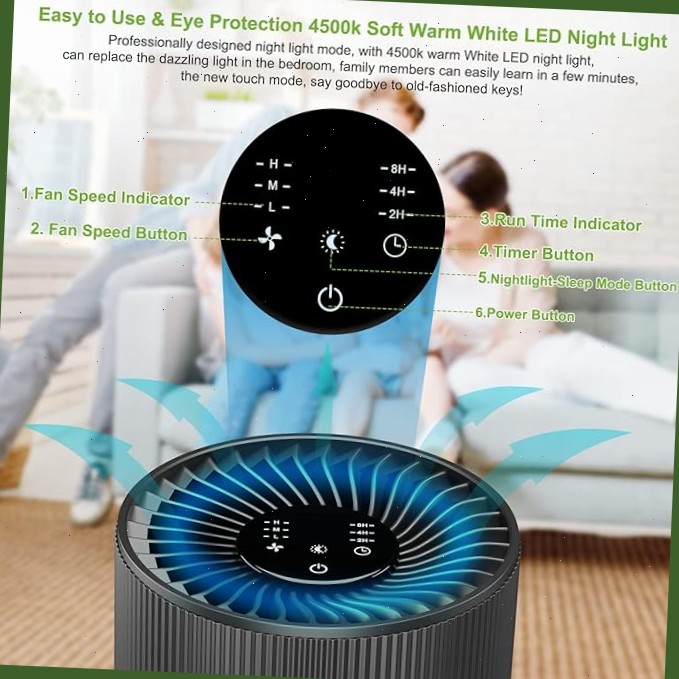 Easy to Use & Eye Protection 4500k Soft Warm White LED Night Light
Professionally designed night light mode, with 4500k warm White LED night light,
can replace the dazzling light in the bedroom, family members can easily learn in a few minutes,
the new touch mode, say goodbye to old-fashioned keys!
- H -
- M -
- L -
- 8H -
- 4H -
- 2H -
1.Fan Speed Indicator
2. Fan Speed Button
3.Run Time Indicator
4.Timer Button
5.Nightlight-Sleep Mode Button
6.Power Button
- H -
- M -
- L -
- 8H -
- 4H -
- 2H -